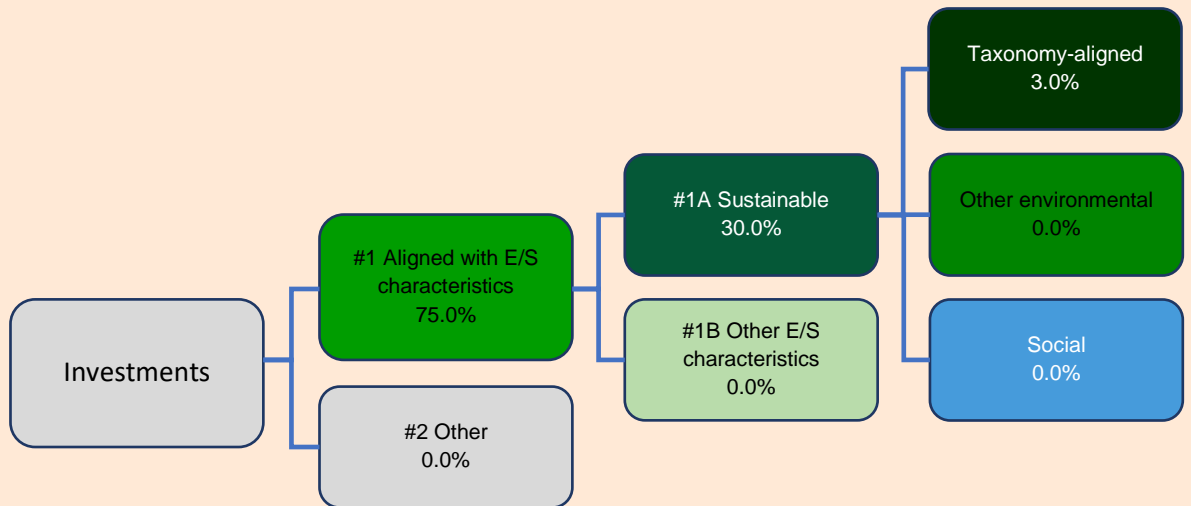 Investments
#1 Aligned with E/S
characteristics
75.0%
#2 Other
0.0%
#1A Sustainable
30.0%
#1B Other E/S
characteristics
0.0%
Taxonomy-aligned
3.0%
Other environmental
0.0%
Social
0.0%